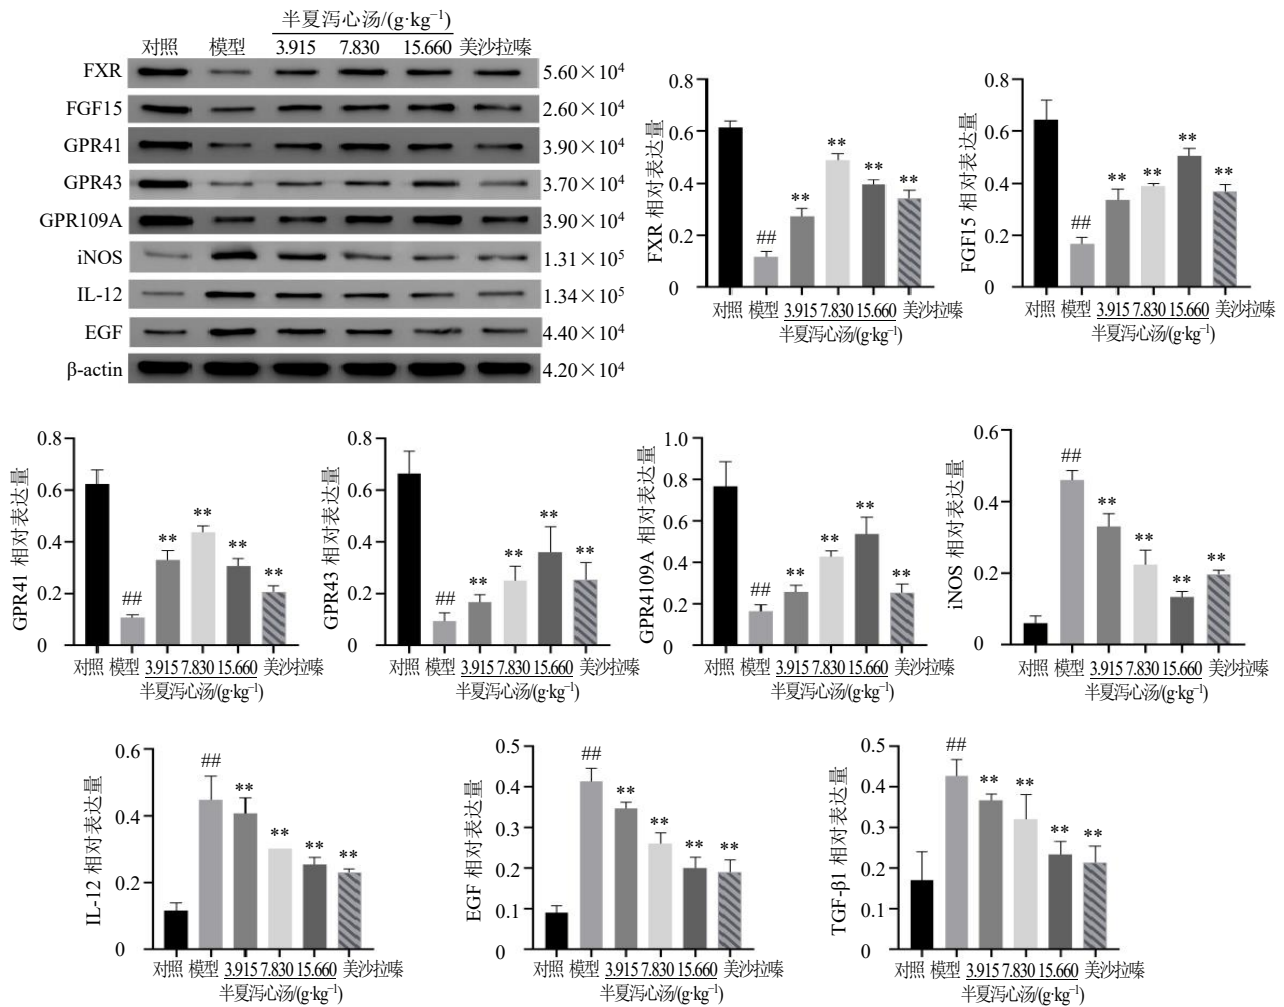 半夏泻心汤/(g·kg⁻¹)
对照 模型 3.915 7.830 15.660 美沙拉嗪
FXR 5.60×10⁴
FGF15 2.60×10⁴
GPR41 3.90×10⁴
GPR43 3.70×10⁴
GPR109A 3.90×10⁴
iNOS 1.31×10⁵
IL-12 1.34×10⁵
EGF 4.40×10⁴
β-actin 4.20×10⁴
FXR 相对表达量
0.8
0.6
0.4
0.2
0
## ** ** ** **
对照 模型 3.915 7.830 15.660 美沙拉嗪
半夏泻心汤/(g·kg⁻¹)
FGF15 相对表达量
0.8
0.6
0.4
0.2
0
## ** ** ** **
对照 模型 3.915 7.830 15.660 美沙拉嗪
半夏泻心汤/(g·kg⁻¹)
GPR41 相对表达量
0.8
0.6
0.4
0.2
0
## ** ** ** **
对照 模型 3.915 7.830 15.660 美沙拉嗪
半夏泻心汤/(g·kg⁻¹)
GPR43 相对表达量
0.8
0.6
0.4
0.2
0
## ** ** ** **
对照 模型 3.915 7.830 15.660 美沙拉嗪
半夏泻心汤/(g·kg⁻¹)
GPR4109A 相对表达量
1.0
0.8
0.6
0.4
0.2
0
## ** ** ** **
对照 模型 3.915 7.830 15.660 美沙拉嗪
半夏泻心汤/(g·kg⁻¹)
iNOS 相对表达量
0.6
0.4
0.2
0
## ** ** ** **
对照 模型 3.915 7.830 15.660 美沙拉嗪
半夏泻心汤/(g·kg⁻¹)
IL-12 相对表达量
0.6
0.4
0.2
0
## ** ** ** **
对照 模型 3.915 7.830 15.660 美沙拉嗪
半夏泻心汤/(g·kg⁻¹)
EGF 相对表达量
0.5
0.4
0.3
0.2
0.1
0
## ** ** ** **
对照 模型 3.915 7.830 15.660 美沙拉嗪
半夏泻心汤/(g·kg⁻¹)
TGF-β1 相对表达量
0.5
0.4
0.3
0.2
0.1
0
## ** ** ** **
对照 模型 3.915 7.830 15.660 美沙拉嗪
半夏泻心汤/(g·kg⁻¹)